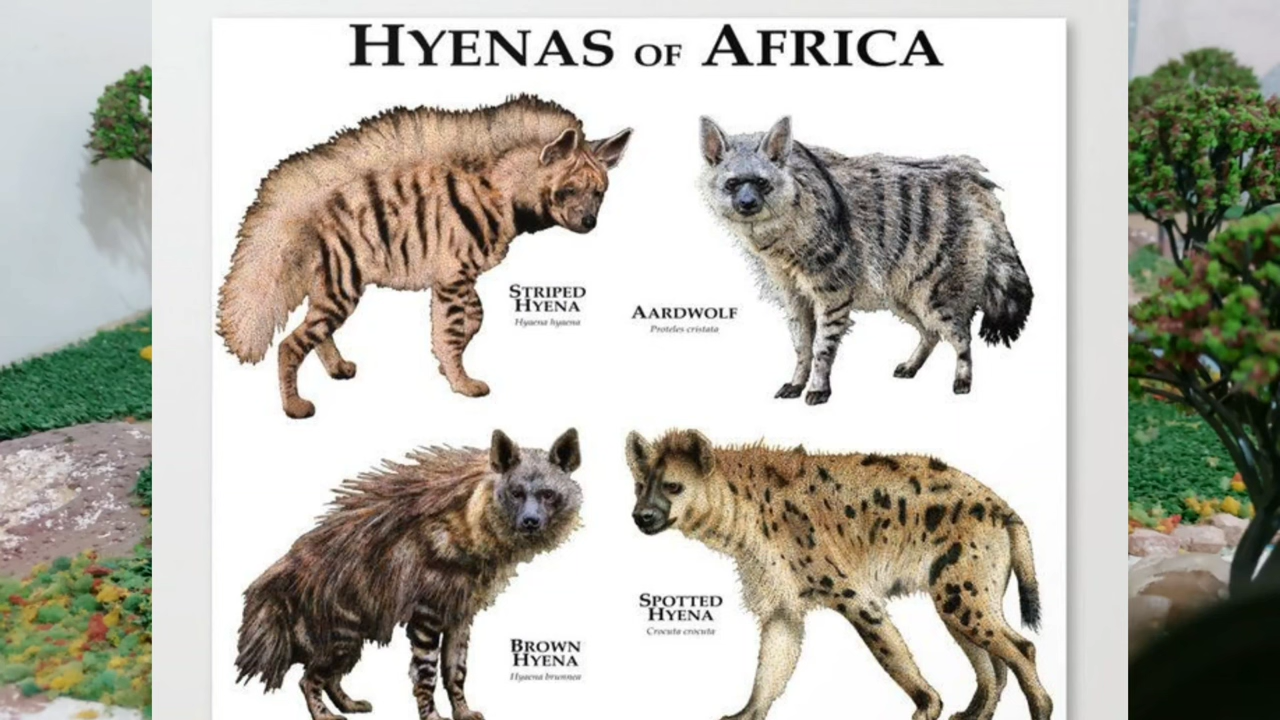 HYENAS OF AFRICA
STRIPED
HYENA
Hyaena hyaena
AARDWOLF
Proteles cristata
BROWN
HYENA
Hyaena brunnea
SPOTTED
HYENA
Crocuta crocuta